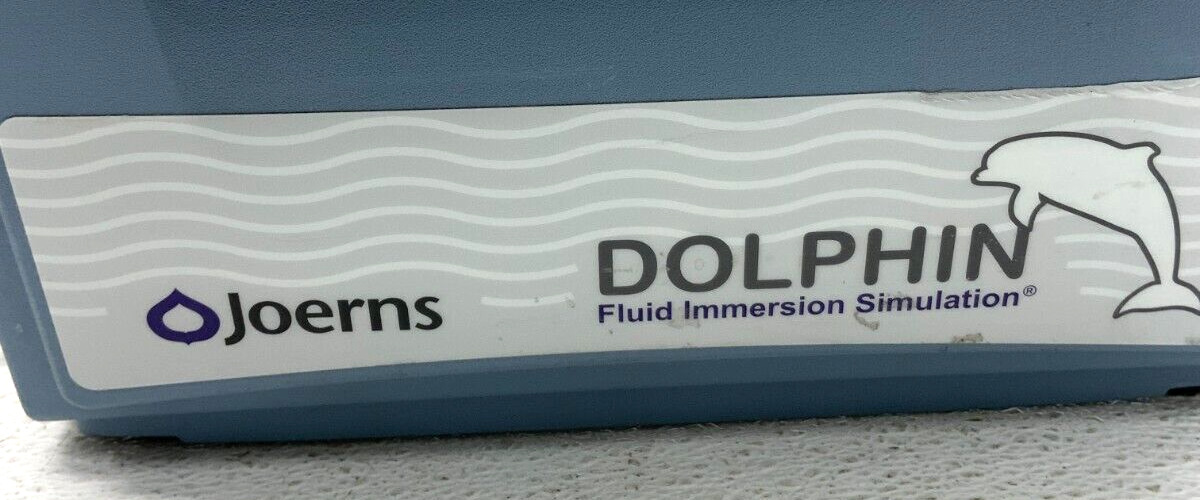 Joerns
DOLPHIN
Fluid Immersion Simulation®